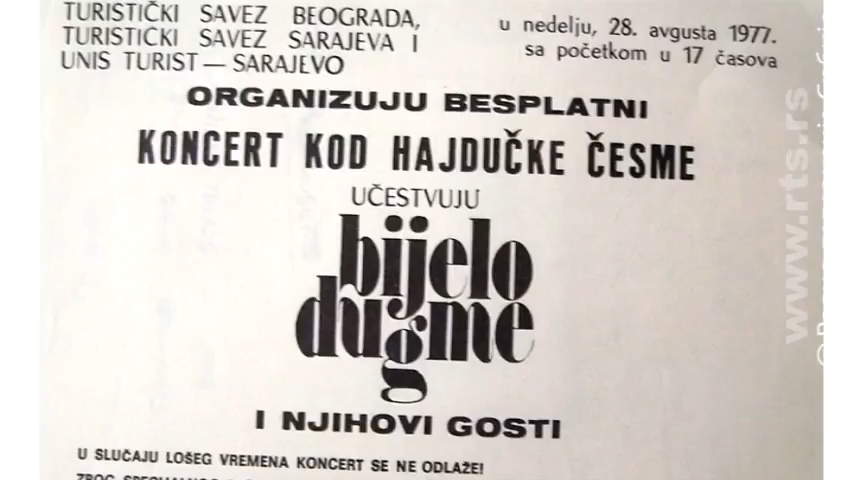 TURISTIČKI SAVEZ BEOGRADA,
TURISTIČKI SAVEZ SARAJEVA I
UNIS TURIST — SARAJEVO
u nedelju, 28. avgusta 1977.
sa početkom u 17 časova
ORGANIZUJU BESPLATNI
KONCERT KOD HAJDUČKE ČESME
UČESTVUJU
bijelo
dugme
I NJIHOVI GOSTI
U SLUČAJU LOŠEG VREMENA KONCERT SE NE ODLAŽE!
www.rts.rs